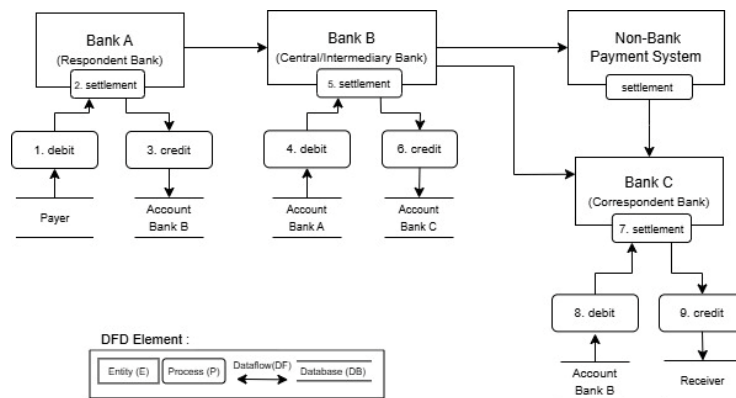 Bank A
(Respondent Bank)
2. settlement
1. debit
3. credit
Payer
Account
Bank B
Bank B
(Central/Intermediary Bank)
5. settlement
4. debit
6. credit
Account
Bank A
Account
Bank C
Non-Bank
Payment System
settlement
Bank C
(Correspondent Bank)
7. settlement
8. debit
9. credit
Account
Bank B
Receiver
DFD Element :
Entity (E)
Process (P)
Dataflow(DF)
Database (DB)